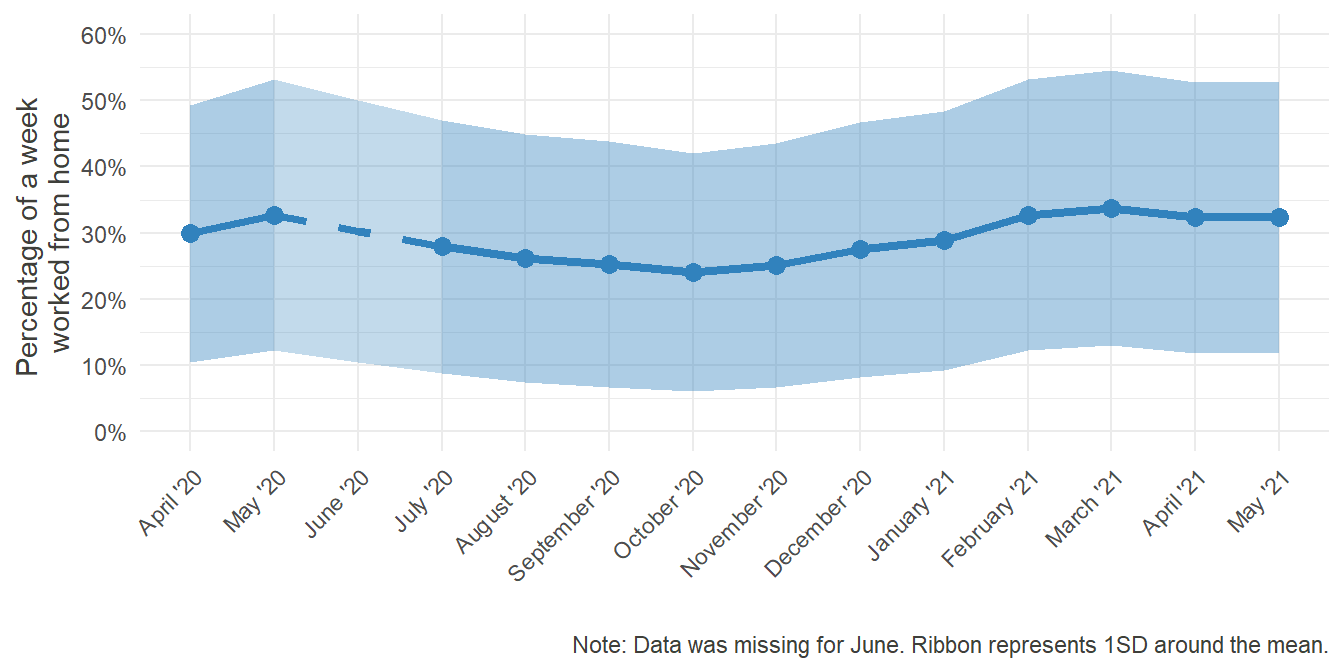 60%
50%
40%
30%
20%
10%
0%
Percentage of a week
worked from home
April '20
May '20
June '20
July '20
August '20
September '20
October '20
November '20
December '20
January '21
February '21
March '21
April '21
May '21
Note: Data was missing for June. Ribbon represents 1SD around the mean.